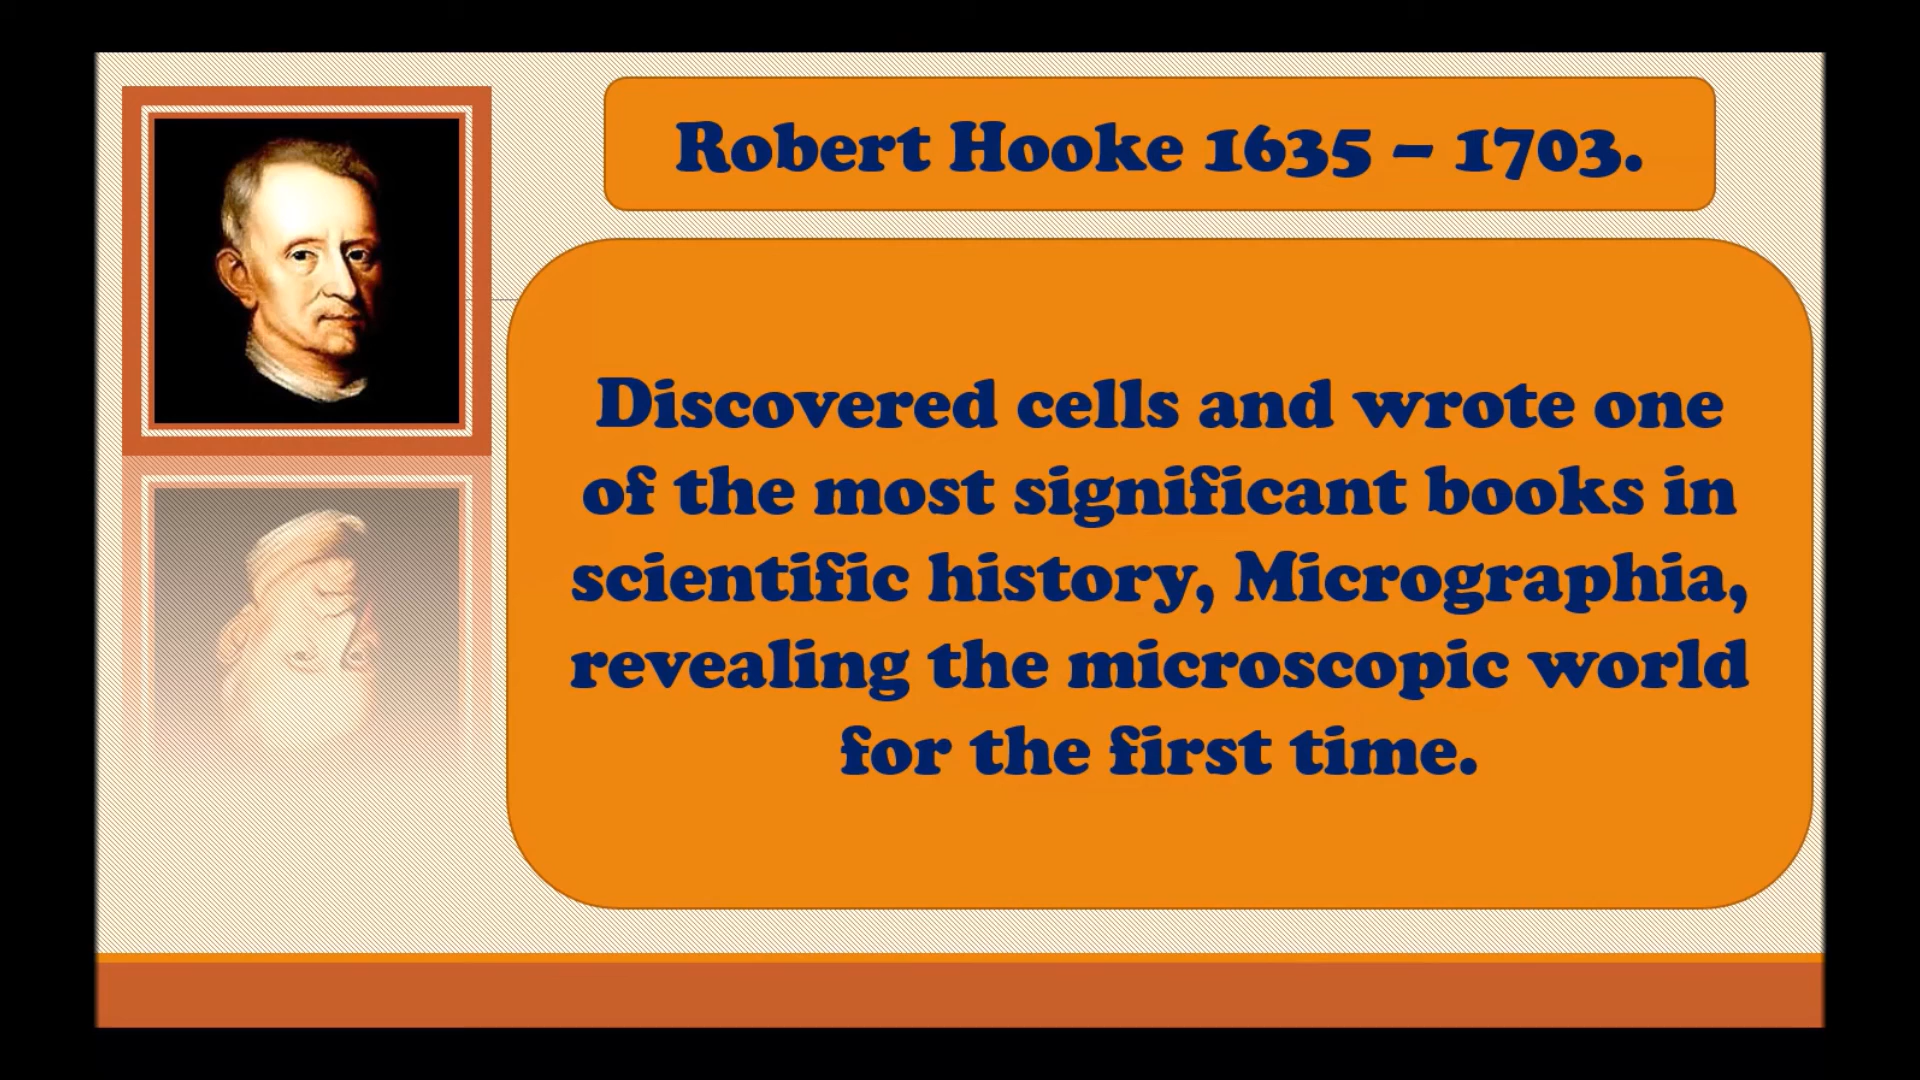 Robert Hooke 1635 – 1703.
Discovered cells and wrote one
of the most significant books in
scientific history, Micrographia,
revealing the microscopic world
for the first time.